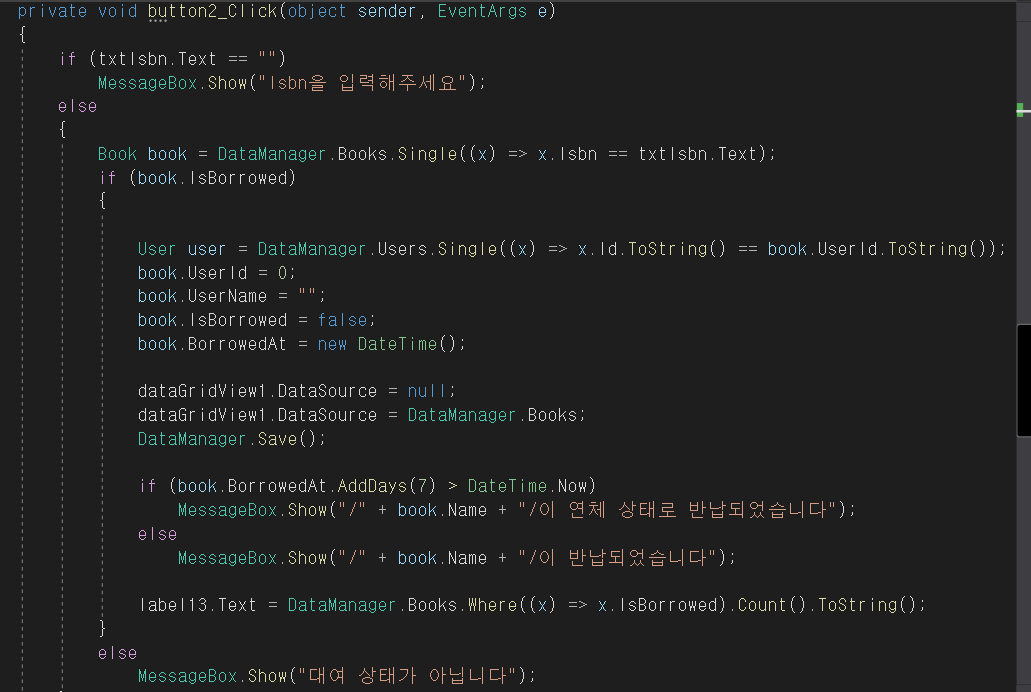 private void button2_Click(object sender, EventArgs e)
{
if (txtIsbn.Text == "")
MessageBox.Show("Isbn을 입력해주세요");
else
{
Book book = DataManager.Books.Single((x) => x.Isbn == txtIsbn.Text);
if (book.IsBorrowed)
{
User user = DataManager.Users.Single((x) => x.Id.ToString() == book.UserId.ToString());
book.UserId = 0;
book.UserName = "";
book.IsBorrowed = false;
book.BorrowedAt = new DateTime();
dataGridView1.DataSource = null;
dataGridView1.DataSource = DataManager.Books;
DataManager.Save();
if (book.BorrowedAt.AddDays(7) > DateTime.Now)
MessageBox.Show("/" + book.Name + "/이 연체 상태로 반납되었습니다");
else
MessageBox.Show("/" + book.Name + "/이 반납되었습니다");
label13.Text = DataManager.Books.Where((x) => x.IsBorrowed).Count().ToString();
}
else
MessageBox.Show("대여 상태가 아닙니다");